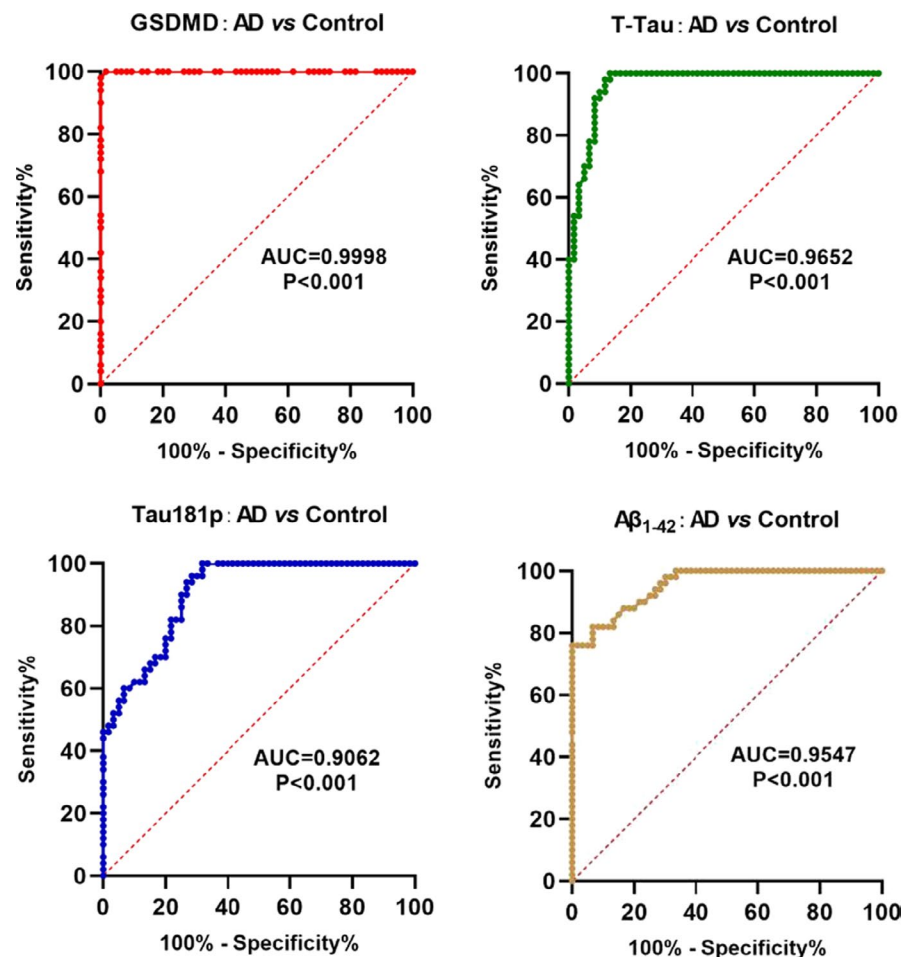 GSDMD: AD vs Control
100
80
60
40
20
0
Sensitivity%
AUC=0.9998
P<0.001
0 20 40 60 80 100
100% - Specificity%
T-Tau: AD vs Control
100
80
60
40
20
0
Sensitivity%
AUC=0.9652
P<0.001
0 20 40 60 80 100
100% - Specificity%
Tau181p: AD vs Control
100
80
60
40
20
0
Sensitivity%
AUC=0.9062
P<0.001
0 20 40 60 80 100
100% - Specificity%
Aβ₁₋₄₂: AD vs Control
100
80
60
40
20
0
Sensitivity%
AUC=0.9547
P<0.001
0 20 40 60 80 100
100% - Specificity%